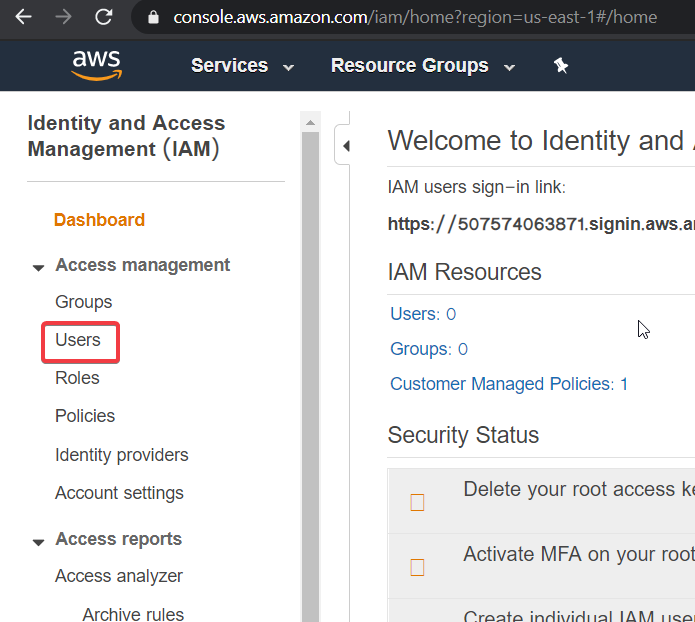 console.aws.amazon.com/iam/home?region=us-east-1#/home
aws
Services
Resource Groups
Identity and Access
Management (IAM)
Dashboard
Access management
Groups
Users
Roles
Policies
Identity providers
Account settings
Access reports
Access analyzer
Archive rules
Welcome to Identity and
IAM users sign-in link:
https://507574063871.signin.aws.a
IAM Resources
Users: 0
Groups: 0
Customer Managed Policies: 1
Security Status
Delete your root access ke
Activate MFA on your root
Create individual IAM user